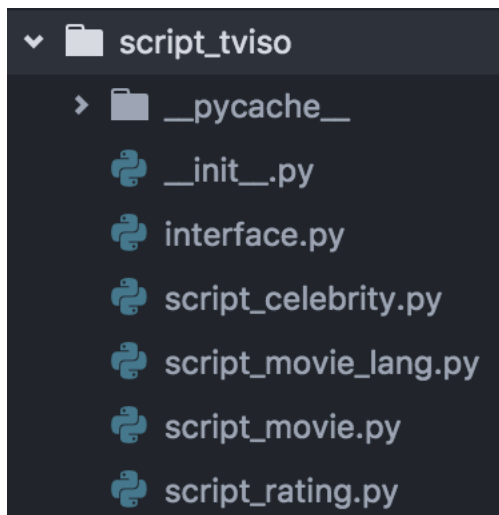 script_tviso
__pycache__
__init__.py
interface.py
script_celebrity.py
script_movie_lang.py
script_movie.py
script_rating.py